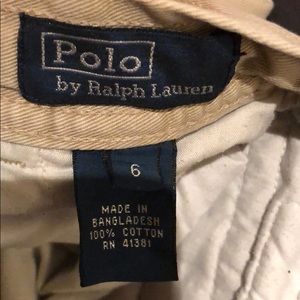 Polo
by Ralph Lauren
6
MADE IN
BANGLADESH
100% COTTON
RN 41381